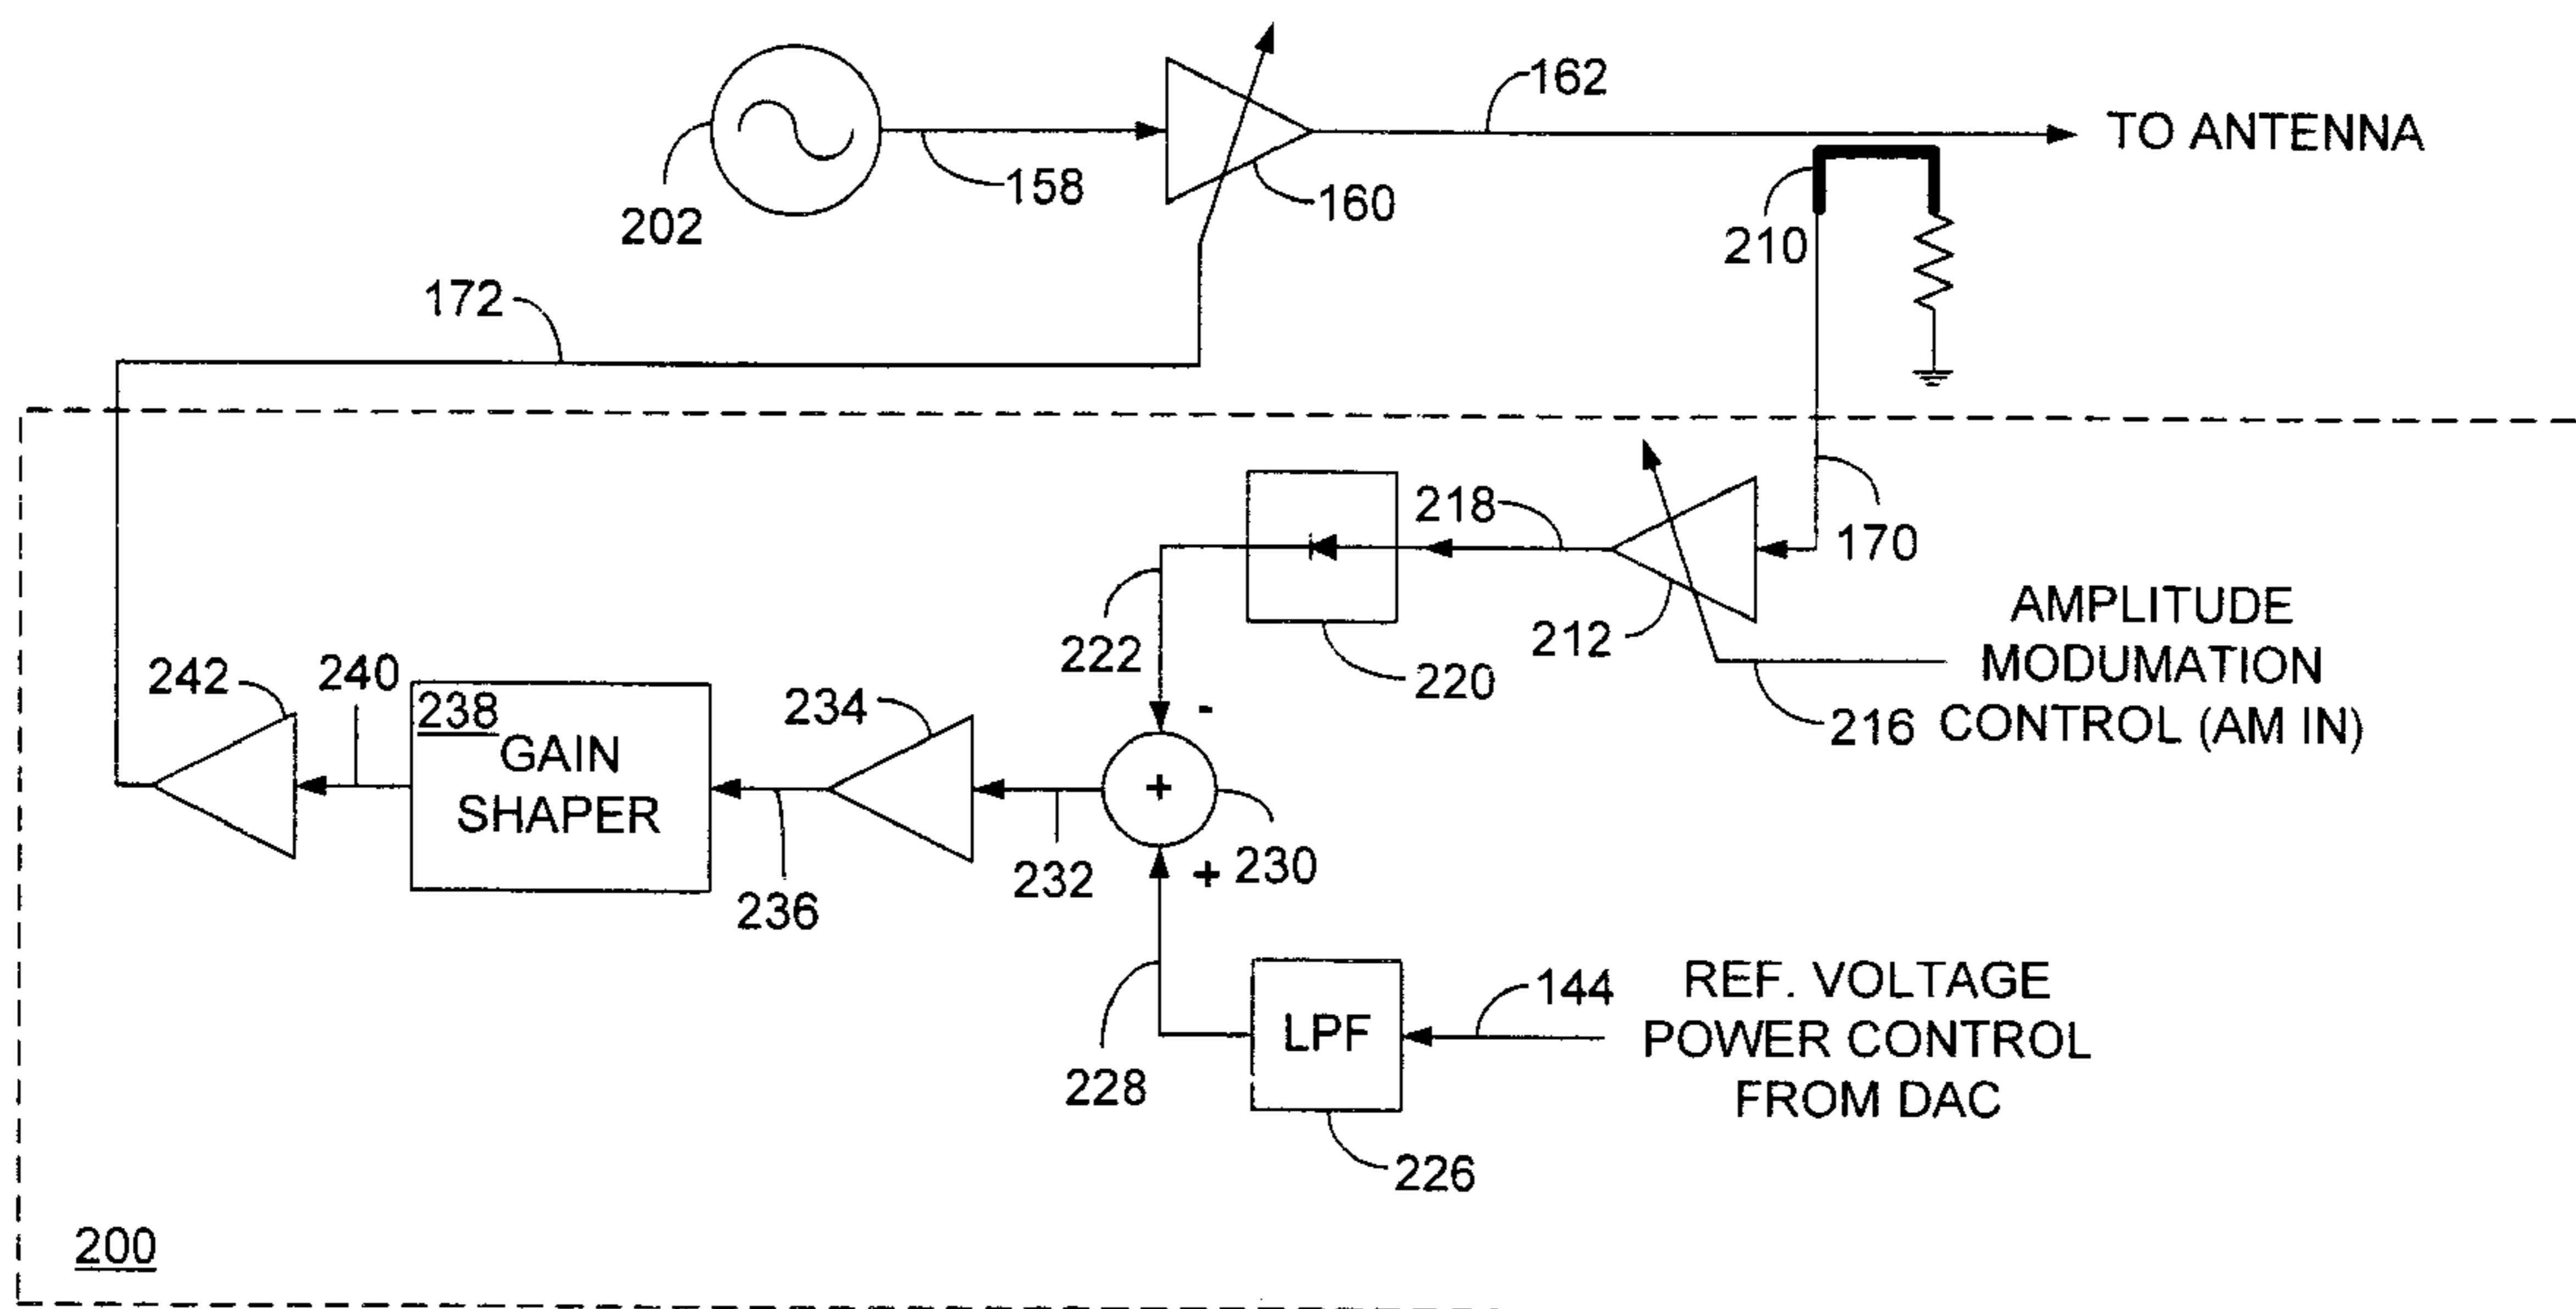 162
TO ANTENNA
158
160
202
210
172
218
170
222
212
220
AMPLITUDE
MODUMATION
CONTROL (AM IN)
216
242
240
238
GAIN
SHAPER
234
-
+
232
+
230
236
228
LPF
144
REF. VOLTAGE
POWER CONTROL
FROM DAC
226
200